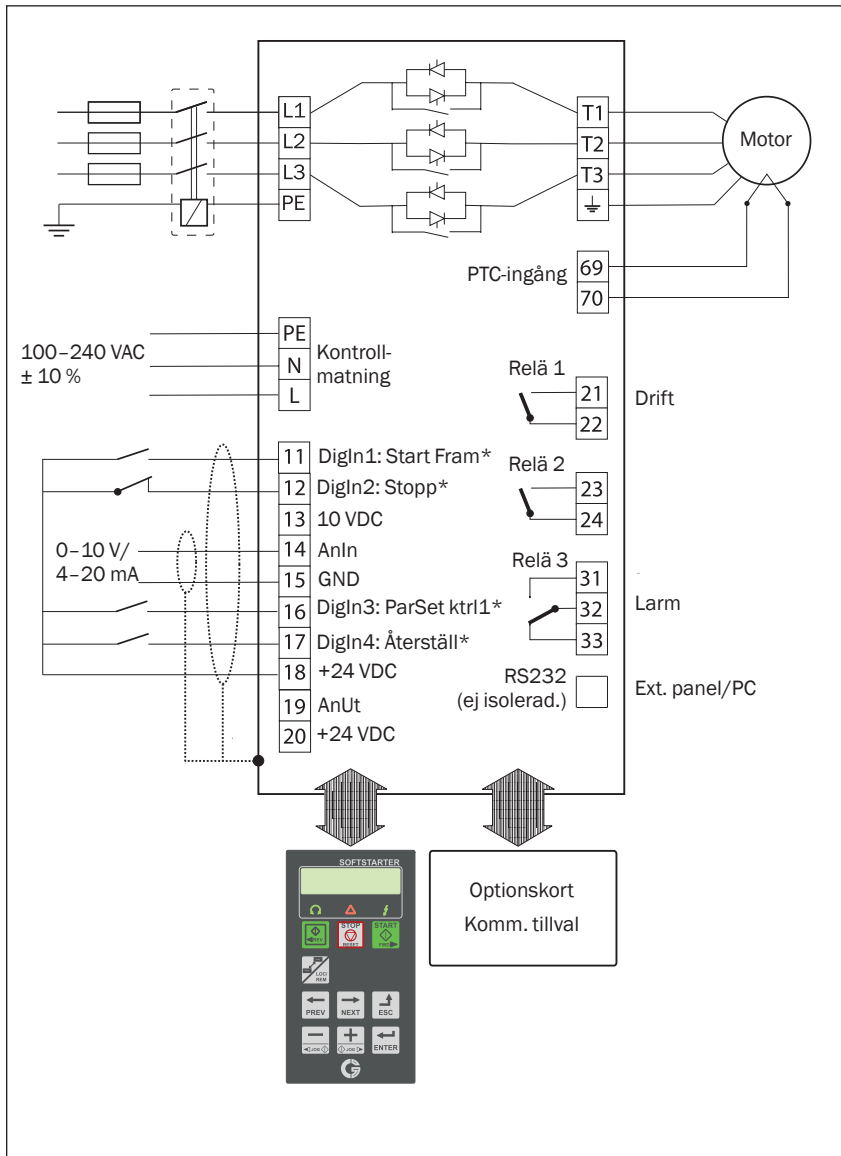 L1
L2
L3
PE
T1
T2
T3
Motor
PTC-ingång
69
70
100–240 VAC
± 10 %
PE
N
L
Kontroll-
matning
Relä 1
21
22
Drift
Relä 2
23
24
Relä 3
31
32
33
Larm
RS232
(ej isolerad.)
Ext. panel/PC
11 DigIn1: Start Fram*
12 DigIn2: Stopp*
13 10 VDC
0–10 V/
4–20 mA
14 AnIn
15 GND
16 DigIn3: ParSet ktrl1*
17 DigIn4: Återställ*
18 +24 VDC
19 AnUt
20 +24 VDC
SOFTSTARTER
REV
STOP
RESET
START
FWD
LOC/
REM
PREV
NEXT
ESC
JOG
JOG
ENTER
Optionskort
Komm. tillval